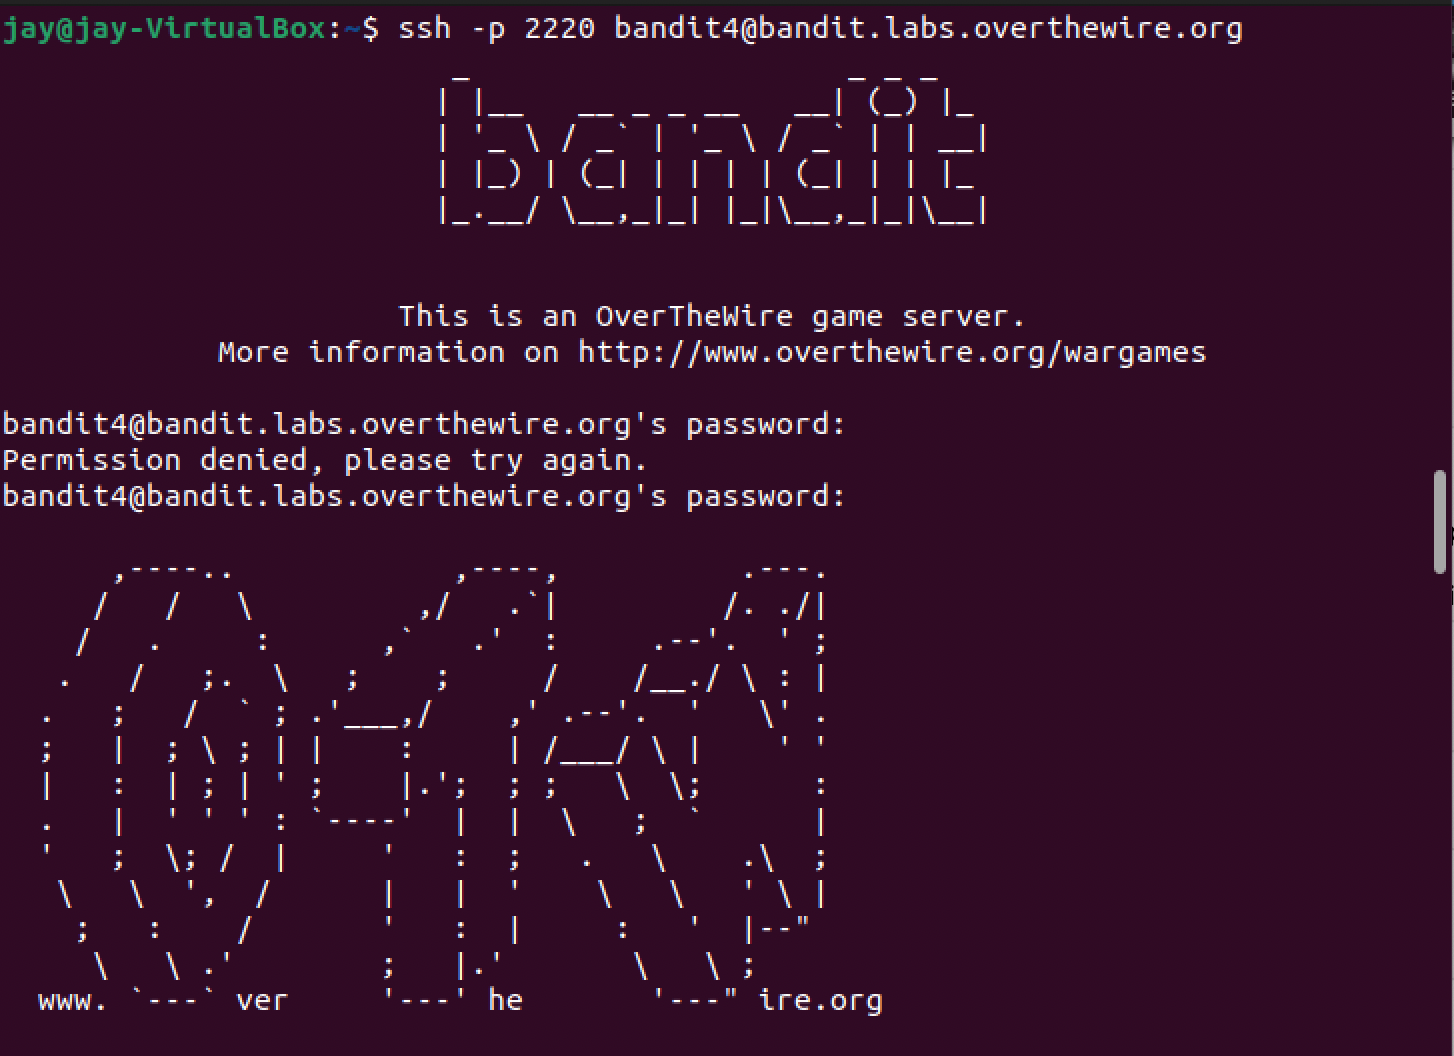 jay@jay-VirtualBox:~$ ssh -p 2220 bandit4@bandit.labs.overthewire.org
bandit
This is an OverTheWire game server.
More information on http://www.overthewire.org/wargames
bandit4@bandit.labs.overthewire.org's password:
Permission denied, please try again.
bandit4@bandit.labs.overthewire.org's password:
www. ver he ire.org